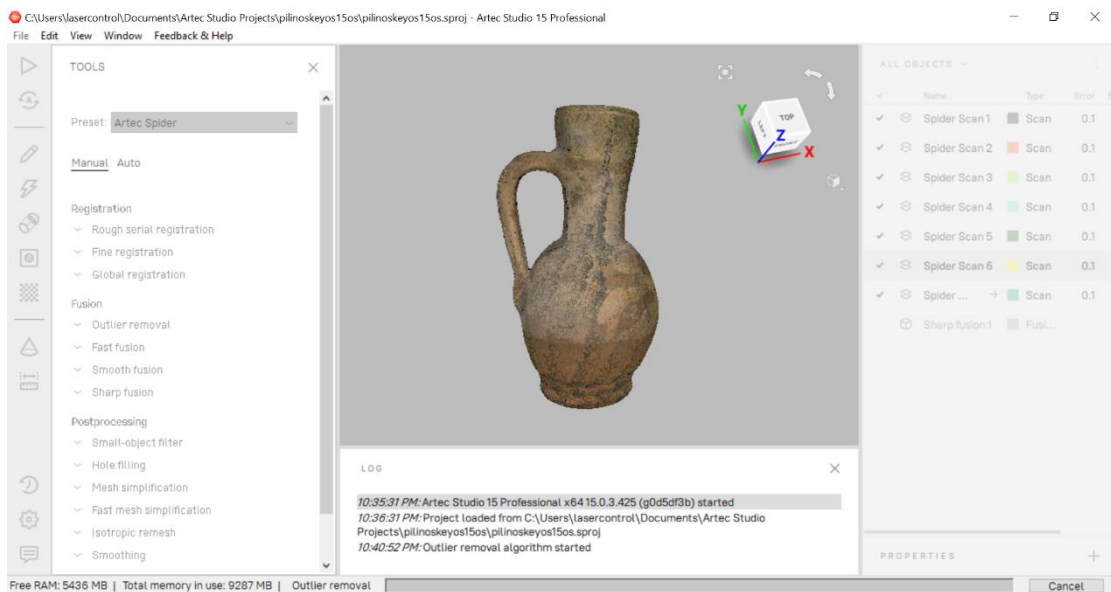 C:\Users\lasercontrol\Documents\Artec Studio Projects\pilinoskeyos15os\pilinoskeyos15os.sproj - Artec Studio 15 Professional
File Edit View Window Feedback & Help
TOOLS
Preset: Artec Spider
Manual Auto
Registration
Rough serial registration
Fine registration
Global registration
Fusion
Outlier removal
Fast fusion
Smooth fusion
Sharp fusion
Postprocessing
Small-object filter
Hole filling
Mesh simplification
Fast mesh simplification
Isotropic remesh
Smoothing
Y
TOP
LEFT
Z
X
LOG
10:35:31 PM: Artec Studio 15 Professional x64 15.0.3.425 (g0d5df3b) started
10:36:31 PM: Project loaded from C:\Users\lasercontrol\Documents\Artec Studio
Projects\pilinoskeyos15os\pilinoskeyos15os.sproj
10:40:52 PM: Outlier removal algorithm started
ALL OBJECTS
Name Type Error
Spider Scan 1 Scan 0.1
Spider Scan 2 Scan 0.1
Spider Scan 3 Scan 0.1
Spider Scan 4 Scan 0.1
Spider Scan 5 Scan 0.1
Spider Scan 6 Scan 0.1
Spider ... → Scan 0.1
Sharp fusion 1 Fusi...
PROPERTIES
Free RAM: 5436 MB | Total memory in use: 9287 MB | Outlier removal Cancel